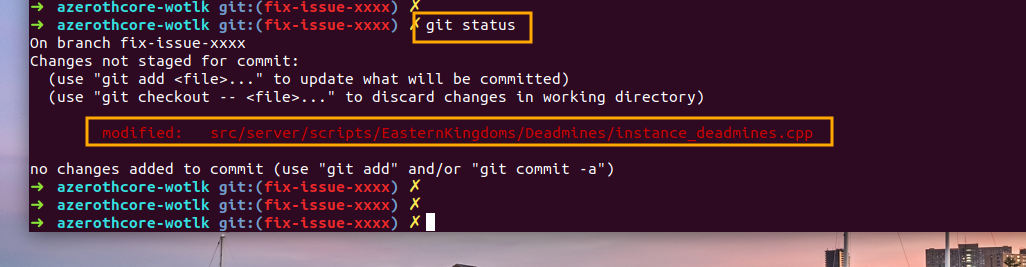 ➜ azerothcore-wotlk git:(fix-issue-xxxx) ✗
➜ azerothcore-wotlk git:(fix-issue-xxxx) ✗ git status
On branch fix-issue-xxxx
Changes not staged for commit:
  (use "git add <file>..." to update what will be committed)
  (use "git checkout -- <file>..." to discard changes in working directory)
modified:   src/server/scripts/EasternKingdoms/Deadmines/instance_deadmines.cpp
no changes added to commit (use "git add" and/or "git commit -a")
➜ azerothcore-wotlk git:(fix-issue-xxxx) ✗
➜ azerothcore-wotlk git:(fix-issue-xxxx) ✗
➜ azerothcore-wotlk git:(fix-issue-xxxx) ✗